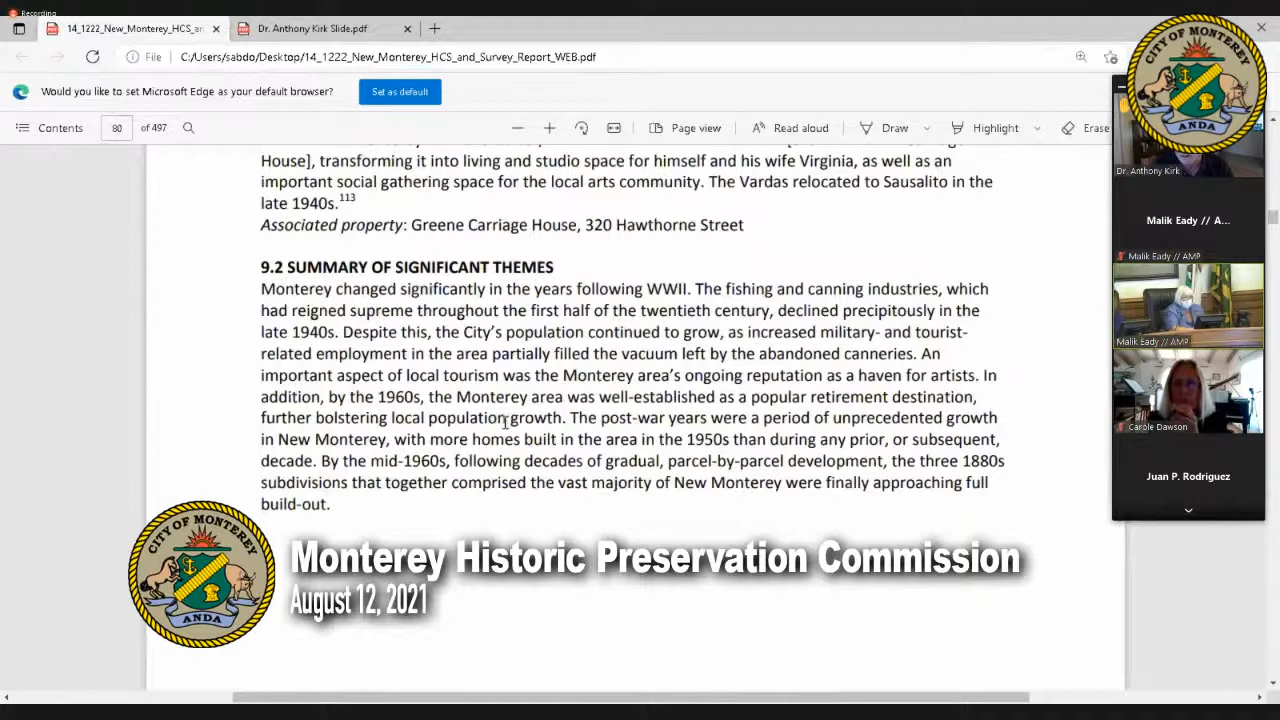 Recording
14_1222_New_Monterey_HCS_an
Dr. Anthony Kirk Slide.pdf
File
C:/Users/sabdo/Desktop/14_1222_New_Monterey_HCS_and_Survey_Report_WEB.pdf
Would you like to set Microsoft Edge as your default browser?
Set as default
Contents
80
of 497
Page view
Read aloud
Draw
Highlight
Erase
House], transforming it into living and studio space for himself and his wife Virginia, as well as an
important social gathering space for the local arts community. The Vardas relocated to Sausalito in the
late 1940s.113
Associated property: Greene Carriage House, 320 Hawthorne Street
9.2 SUMMARY OF SIGNIFICANT THEMES
Monterey changed significantly in the years following WWII. The fishing and canning industries, which
had reigned supreme throughout the first half of the twentieth century, declined precipitously in the
late 1940s. Despite this, the City's population continued to grow, as increased military- and tourist-
related employment in the area partially filled the vacuum left by the abandoned canneries. An
important aspect of local tourism was the Monterey area's ongoing reputation as a haven for artists. In
addition, by the 1960s, the Monterey area was well-established as a popular retirement destination,
further bolstering local population growth. The post-war years were a period of unprecedented growth
in New Monterey, with more homes built in the area in the 1950s than during any prior, or subsequent,
decade. By the mid-1960s, following decades of gradual, parcel-by-parcel development, the three 1880s
subdivisions that together comprised the vast majority of New Monterey were finally approaching full
build-out.
CITY OF MONTEREY
ANDA
Dr. Anthony Kirk
Malik Eady // A...
Malik Eady // AMP
Malik Eady // AMP
Carole Dawson
Juan P. Rodriguez
CITY OF MONTEREY
ANDA
Monterey Historic Preservation Commission
August 12, 2021